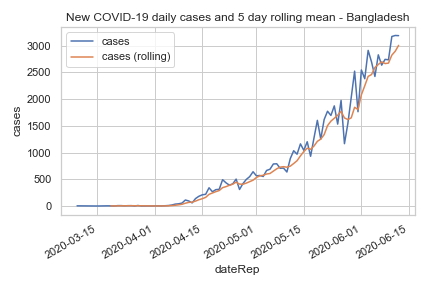 New COVID-19 daily cases and 5 day rolling mean - Bangladesh
cases
cases (rolling)
3000
2500
2000
1500
1000
500
0
cases
2020-03-15
2020-04-01
2020-04-15
2020-05-01
2020-05-15
2020-06-01
2020-06-15
dateRep